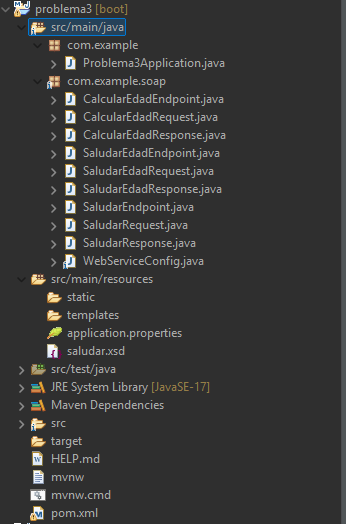 problema3 [boot]
src/main/java
com.example
Problema3Application.java
com.example.soap
CalcularEdadEndpoint.java
CalcularEdadRequest.java
CalcularEdadResponse.java
SaludarEdadEndpoint.java
SaludarEdadRequest.java
SaludarEdadResponse.java
SaludarEndpoint.java
SaludarRequest.java
SaludarResponse.java
WebServiceConfig.java
src/main/resources
static
templates
application.properties
saludar.xsd
src/test/java
JRE System Library [JavaSE-17]
Maven Dependencies
src
target
HELP.md
mvnw
mvnw.cmd
pom.xml